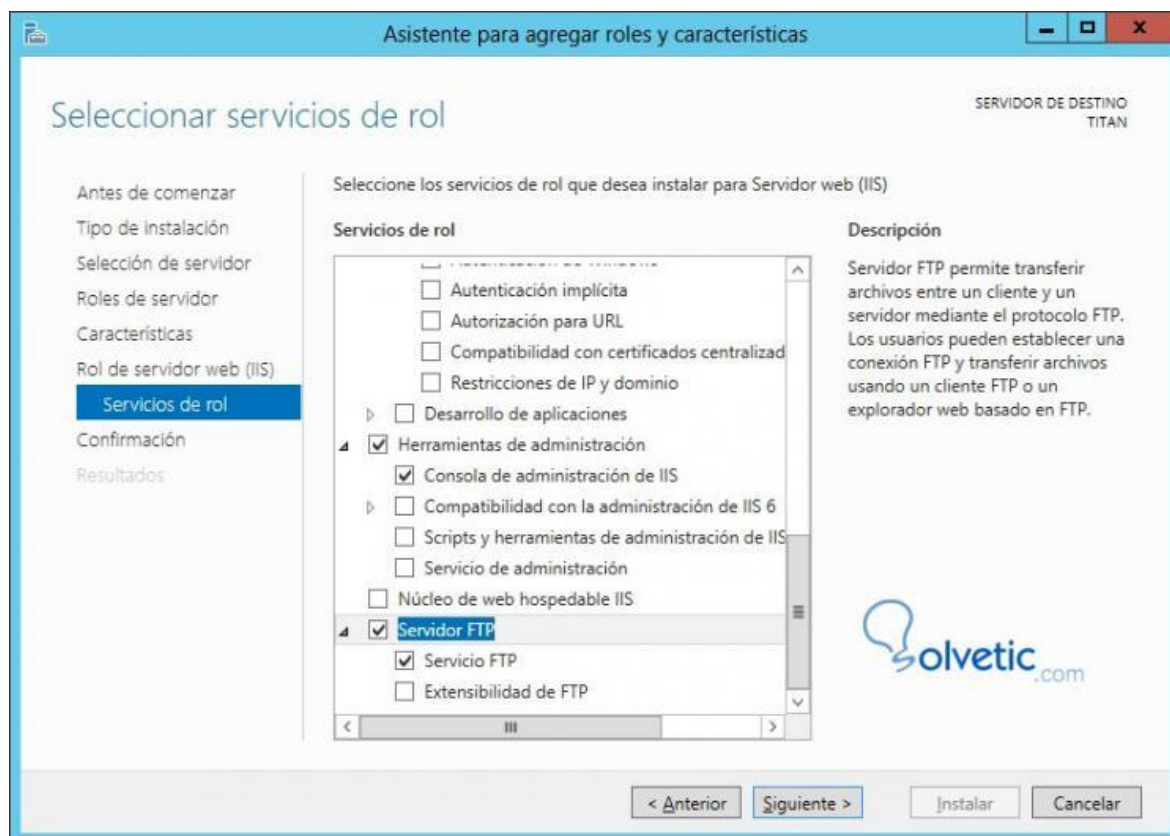 Asistente para agregar roles y características
Seleccionar servicios de rol
SERVIDOR DE DESTINO
TITAN
Antes de comenzar
Tipo de instalación
Selección de servidor
Roles de servidor
Características
Rol de servidor web (IIS)
Servicios de rol
Confirmación
Resultados
Seleccione los servicios de rol que desea instalar para Servidor web (IIS)
Servicios de rol
Autenticación implícita
Autorización para URL
Compatibilidad con certificados centralizad
Restricciones de IP y dominio
Desarrollo de aplicaciones
Herramientas de administración
Consola de administración de IIS
Compatibilidad con la administración de IIS 6
Scripts y herramientas de administración de IIS
Servicio de administración
Núcleo de web hospedable IIS
Servidor FTP
Servicio FTP
Extensibilidad de FTP
Descripción
Servidor FTP permite transferir
archivos entre un cliente y un
servidor mediante el protocolo FTP.
Los usuarios pueden establecer una
conexión FTP y transferir archivos
usando un cliente FTP o un
explorador web basado en FTP.
Solvetic.com
< Anterior
Siguiente >
Instalar
Cancelar